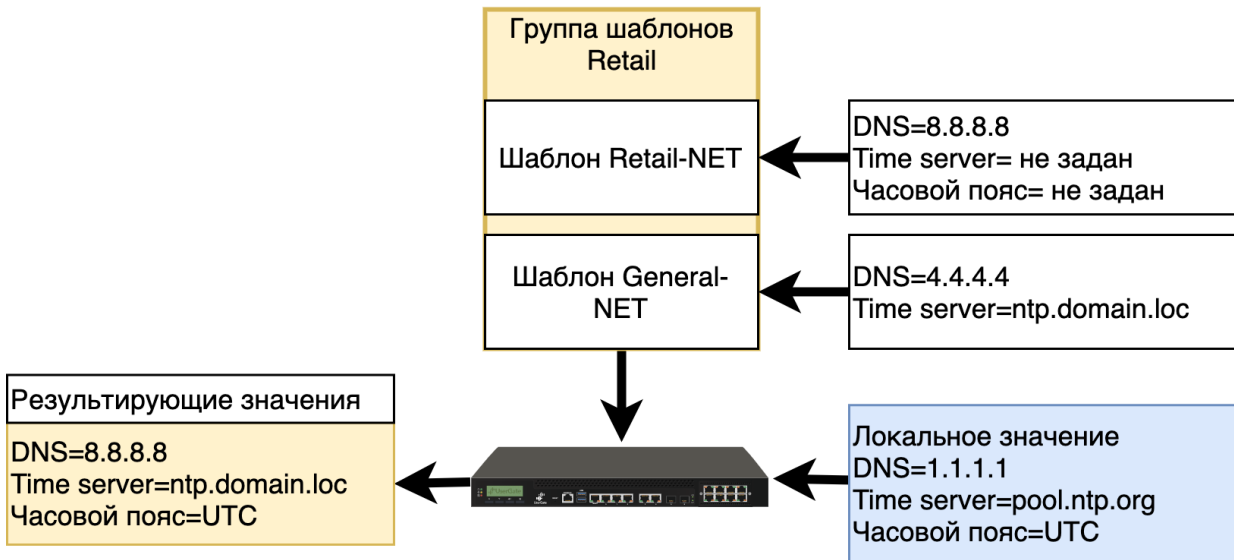 Группа шаблонов
Retail
Шаблон Retail-NET
DNS=8.8.8.8
Time server= не задан
Часовой пояс= не задан
Шаблон General-
NET
DNS=4.4.4.4
Time server=ntp.domain.loc
Результирующие значения
DNS=8.8.8.8
Time server=ntp.domain.loc
Часовой пояс=UTC
Локальное значение
DNS=1.1.1.1
Time server=pool.ntp.org
Часовой пояс=UTC